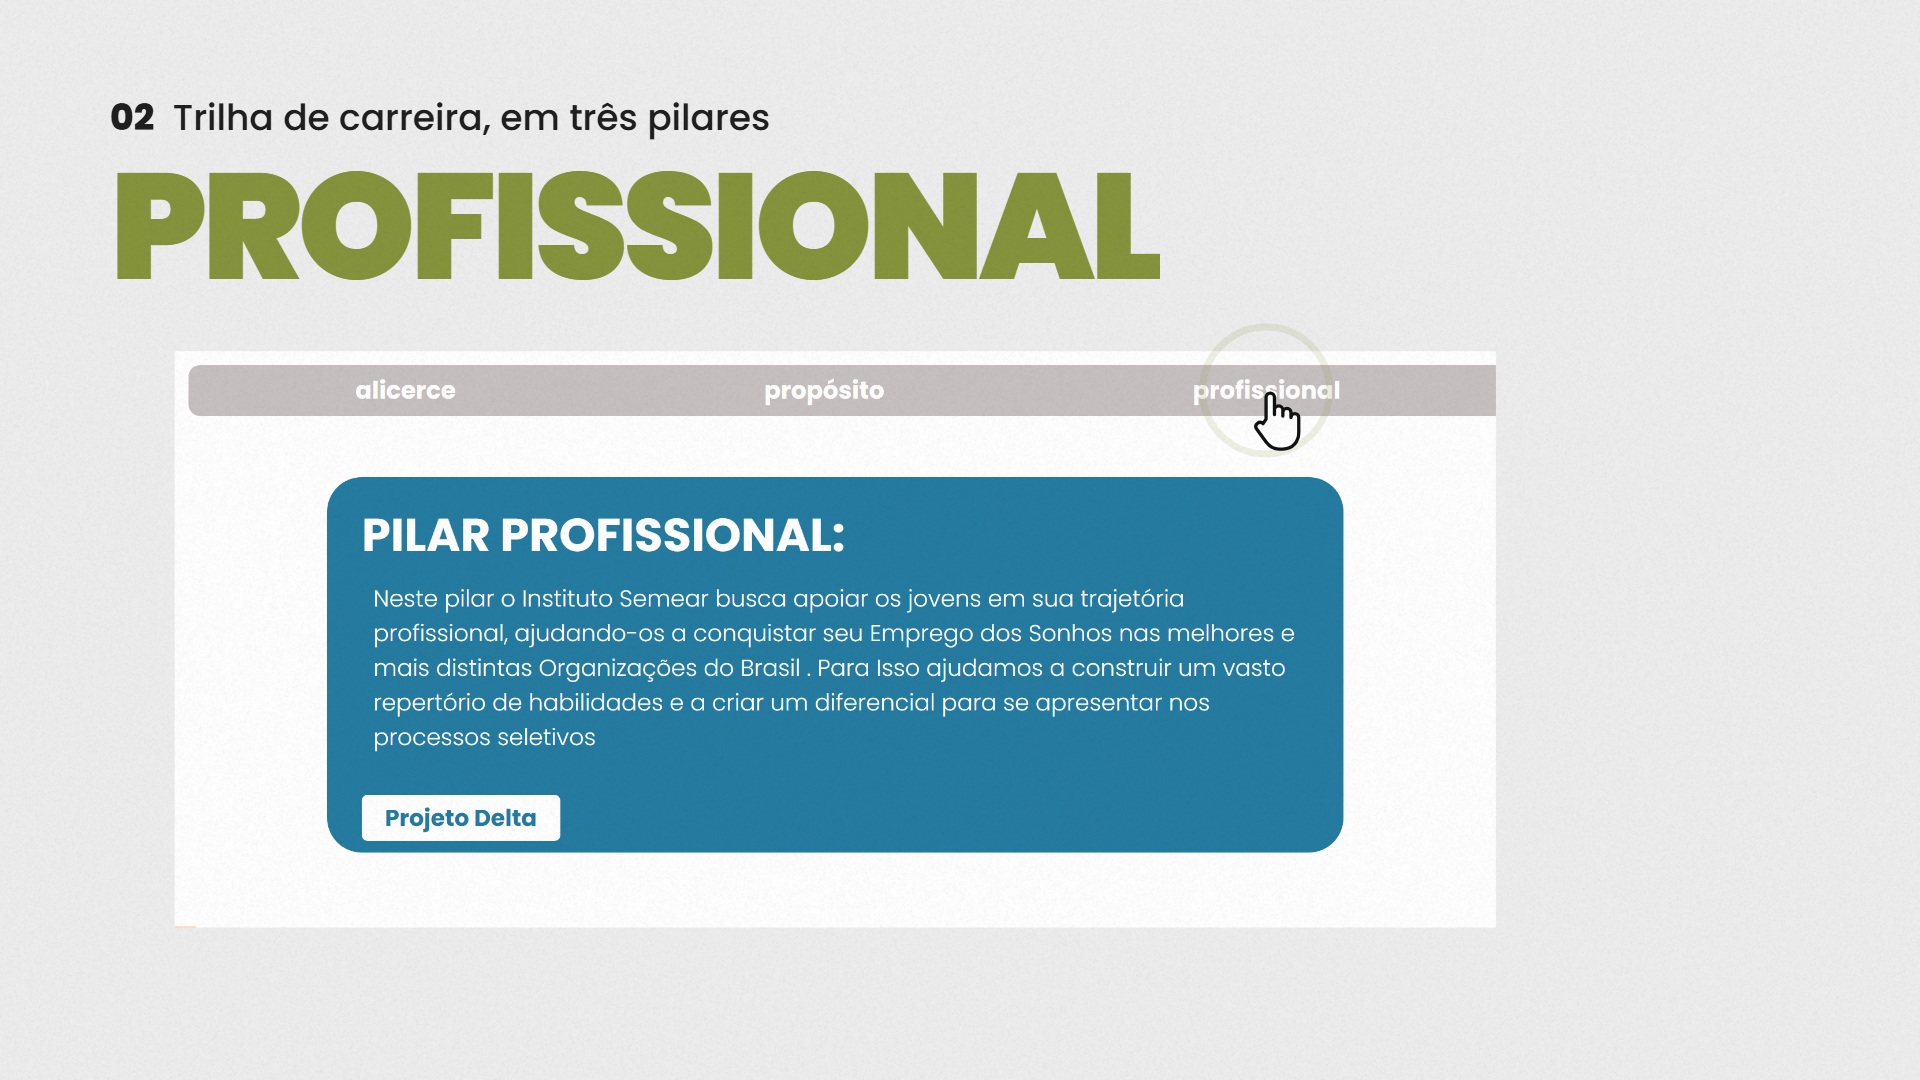 02 Trilha de carreira, em três pilares
PROFISSIONAL
alicerce propósito profissional
PILAR PROFISSIONAL:
Neste pilar o Instituto Semear busca apoiar os jovens em sua trajetória
profissional, ajudando-os a conquistar seu Emprego dos Sonhos nas melhores e
mais distintas Organizações do Brasil . Para Isso ajudamos a construir um vasto
repertório de habilidades e a criar um diferencial para se apresentar nos
processos seletivos
Projeto Delta